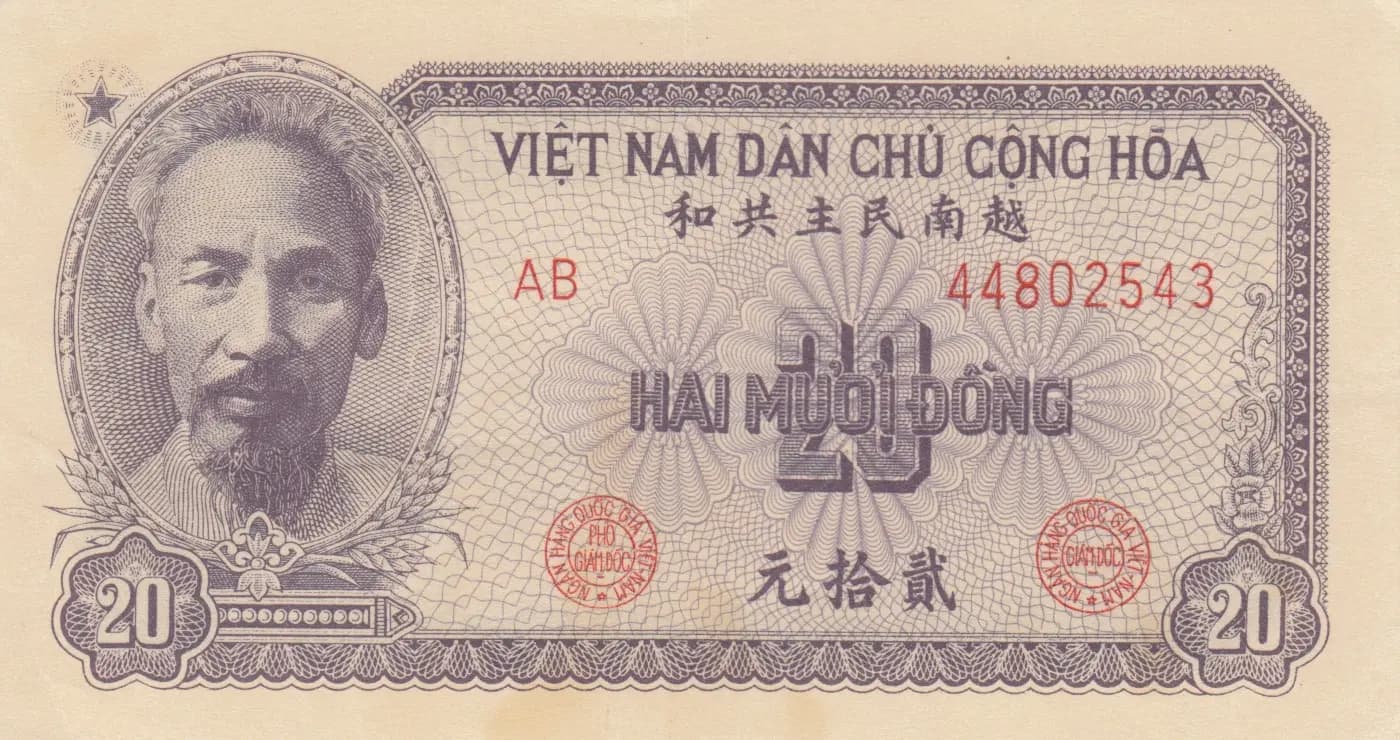 VIỆT NAM DÂN CHỦ CỘNG HÒA
越南民主共和
AB 44802543
20
HAI MƯƠI ĐỒNG
NGÂN HÀNG QUỐC GIA VIỆT-NAM
PHÓ
GIÁM ĐỐC
NGÂN HÀNG QUỐC GIA VIỆT-NAM
GIÁM ĐỐC
貳拾元
20
20